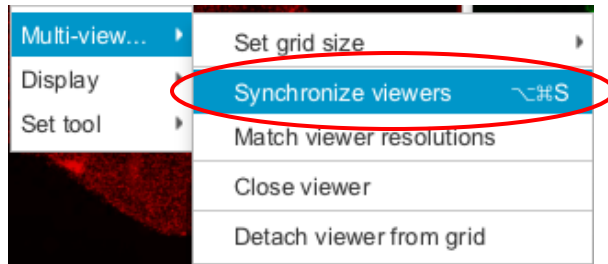 Multi-view...
Display
Set tool
Set grid size
Synchronize viewers ⌥⌘S
Match viewer resolutions
Close viewer
Detach viewer from grid